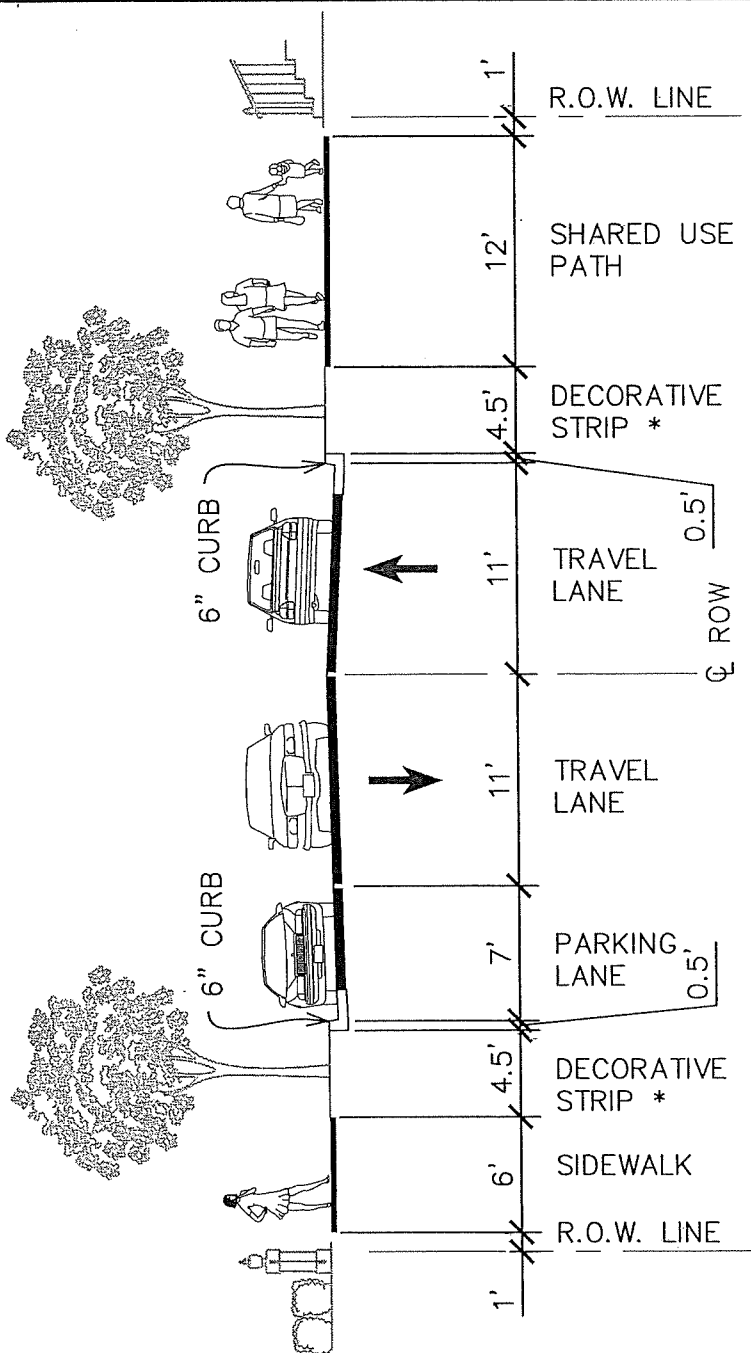 6" CURB
6" CURB
1'
6'
4.5'
7'
11'
11'
4.5'
12'
1'
R.O.W. LINE
SIDEWALK
DECORATIVE
STRIP *
0.5'
PARKING
LANE
TRAVEL
LANE
℄ ROW
TRAVEL
LANE
0.5'
DECORATIVE
STRIP *
SHARED USE
PATH
R.O.W. LINE